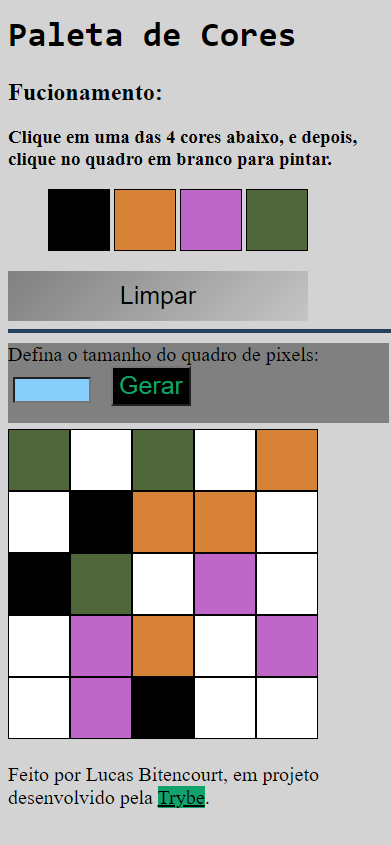 Paleta de Cores
Fucionamento:
Clique em uma das 4 cores abaixo, e depois,
clique no quadro em branco para pintar.
Limpar
Defina o tamanho do quadro de pixels:
Gerar
Feito por Lucas Bitencourt, em projeto
desenvolvido pela Trybe.